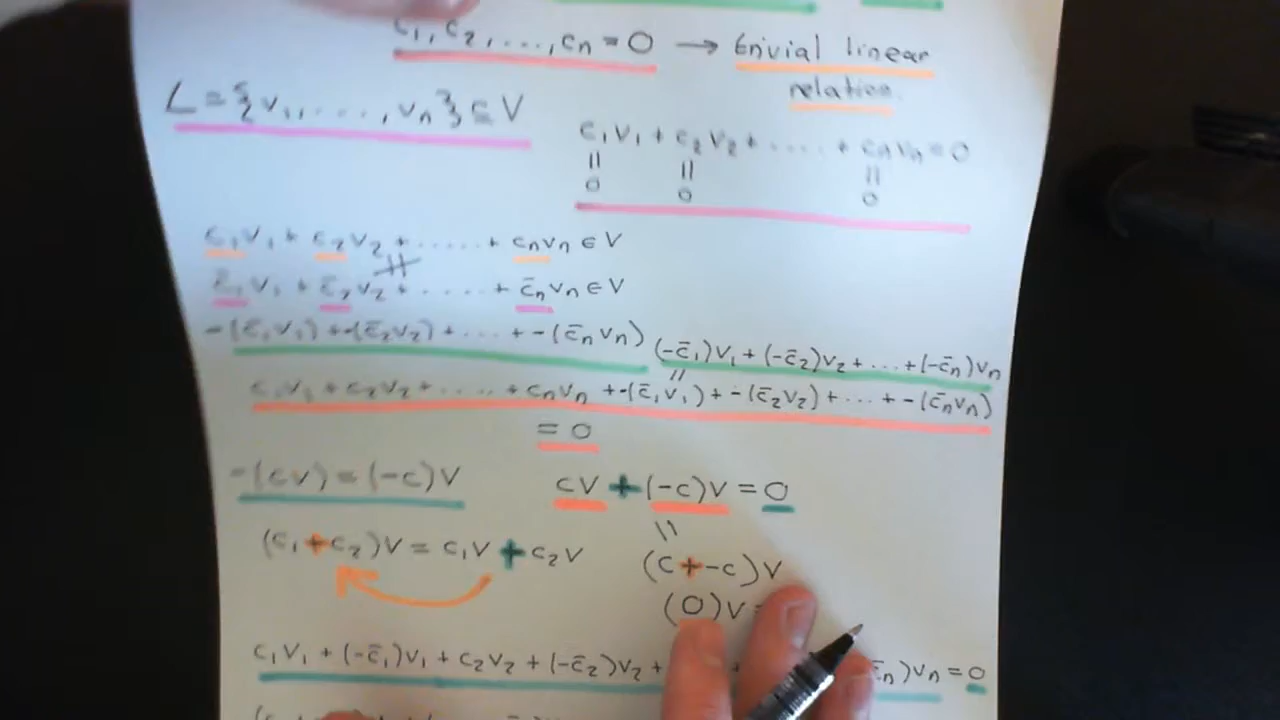 c₁, c₂, ..., cn = 0 → trivial linear
relation.
L = {v₁, ....., vn} ⊆ V
c₁v₁ + c₂v₂ + ..... + cnvn = 0
|| || ||
0 0 0
c₁v₁ + c₂v₂ + ...... + cnvn ∈ V
c̄₁v₁ + c̄₂v₂ + ..... + c̄nvn ∈ V
-(c̄₁v₁) + -(c̄₂v₂) + .... + -(c̄nvn)
(-c̄₁)v₁ + (-c̄₂)v₂ + ... + (-c̄n)vn
||
c₁v₁ + c₂v₂ + ..... + cnvn + -(c̄₁v₁) + -(c̄₂v₂) + ... + -(c̄nvn)
= 0
-(cv) = (-c)v
cv + (-c)v = 0
||
(c₁ + c₂)v = c₁v + c₂v
(c + -c)v
(0)v =
c₁v₁ + (-c̄₁)v₁ + c₂v₂ + (-c̄₂)v₂ + c̄n)vn = 0